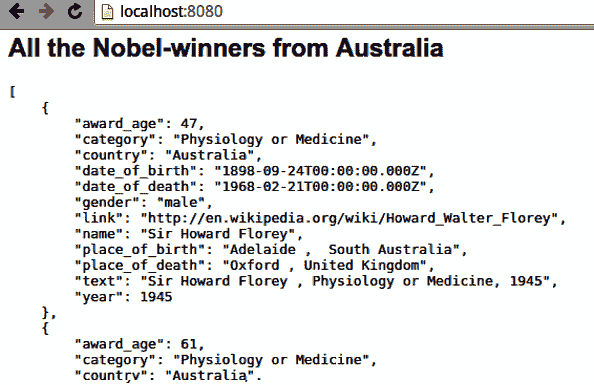 localhost:8080
All the Nobel-winners from Australia
[
    {
        "award_age": 47,
        "category": "Physiology or Medicine",
        "country": "Australia",
        "date_of_birth": "1898-09-24T00:00:00.000Z",
        "date_of_death": "1968-02-21T00:00:00.000Z",
        "gender": "male",
        "link": "http://en.wikipedia.org/wiki/Howard_Walter_Florey",
        "name": "Sir Howard Florey",
        "place_of_birth": "Adelaide ,  South Australia",
        "place_of_death": "Oxford , United Kingdom",
        "text": "Sir Howard Florey , Physiology or Medicine, 1945",
        "year": 1945
    },
    {
        "award_age": 61,
        "category": "Physiology or Medicine",
        "country": "Australia",